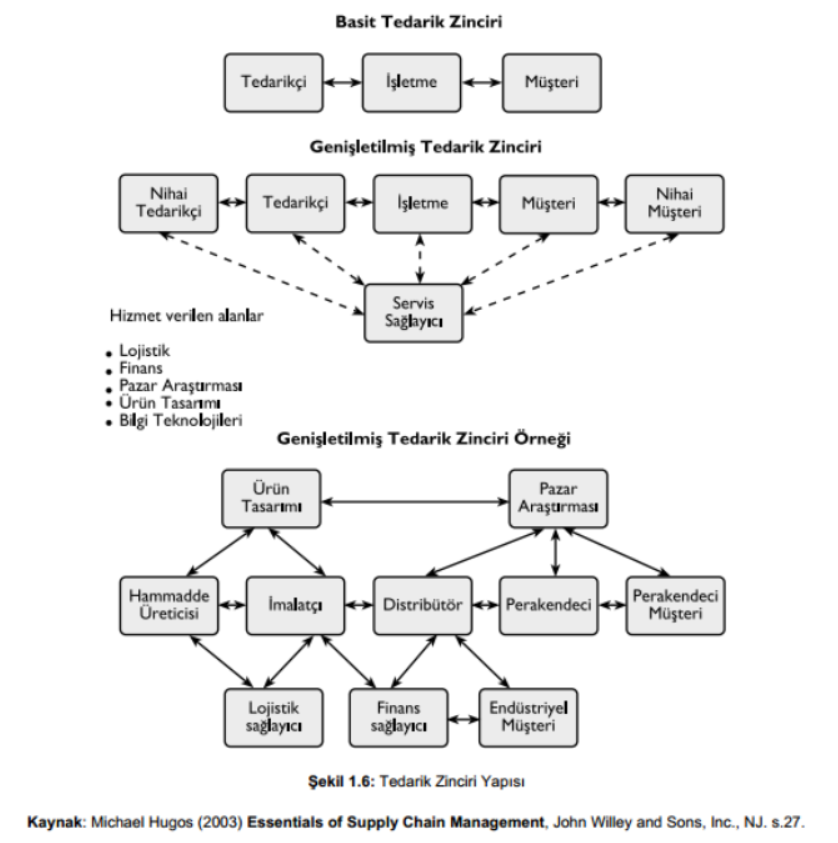 Basit Tedarik Zinciri
Tedarikçi
İşletme
Müşteri
Genişletilmiş Tedarik Zinciri
Nihai
Tedarikçi
Tedarikçi
İşletme
Müşteri
Nihai
Müşteri
Servis
Sağlayıcı
Hizmet verilen alanlar
• Lojistik
• Finans
• Pazar Araştırması
• Ürün Tasarımı
• Bilgi Teknolojileri
Genişletilmiş Tedarik Zinciri Örneği
Ürün
Tasarımı
Pazar
Araştırması
Hammadde
Üreticisi
İmalatçı
Distribütör
Perakendeci
Perakendeci
Müşteri
Lojistik
sağlayıcı
Finans
sağlayıcı
Endüstriyel
Müşteri
Şekil 1.6: Tedarik Zinciri Yapısı
Kaynak: Michael Hugos (2003) Essentials of Supply Chain Management, John Willey and Sons, Inc., NJ. s.27.